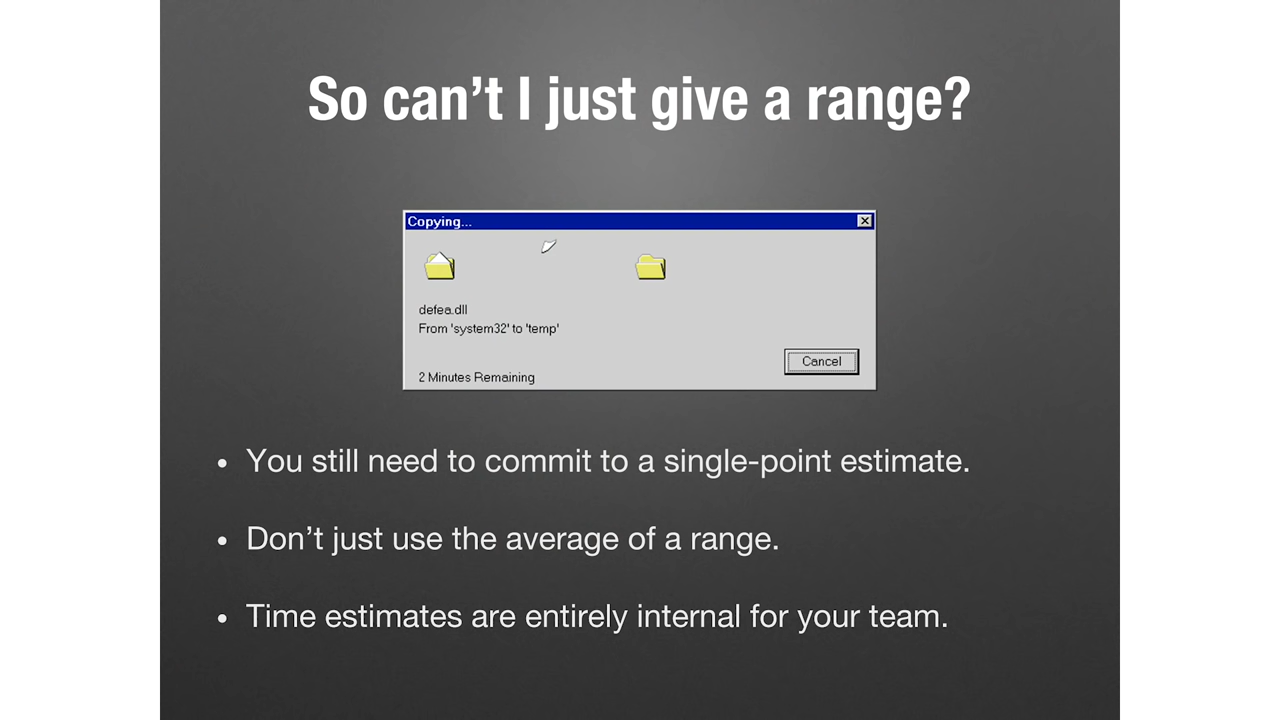 So can’t I just give a range?
Copying...
defea.dll
From 'system32' to 'temp'
Cancel
2 Minutes Remaining
• You still need to commit to a single-point estimate.
• Don’t just use the average of a range.
• Time estimates are entirely internal for your team.